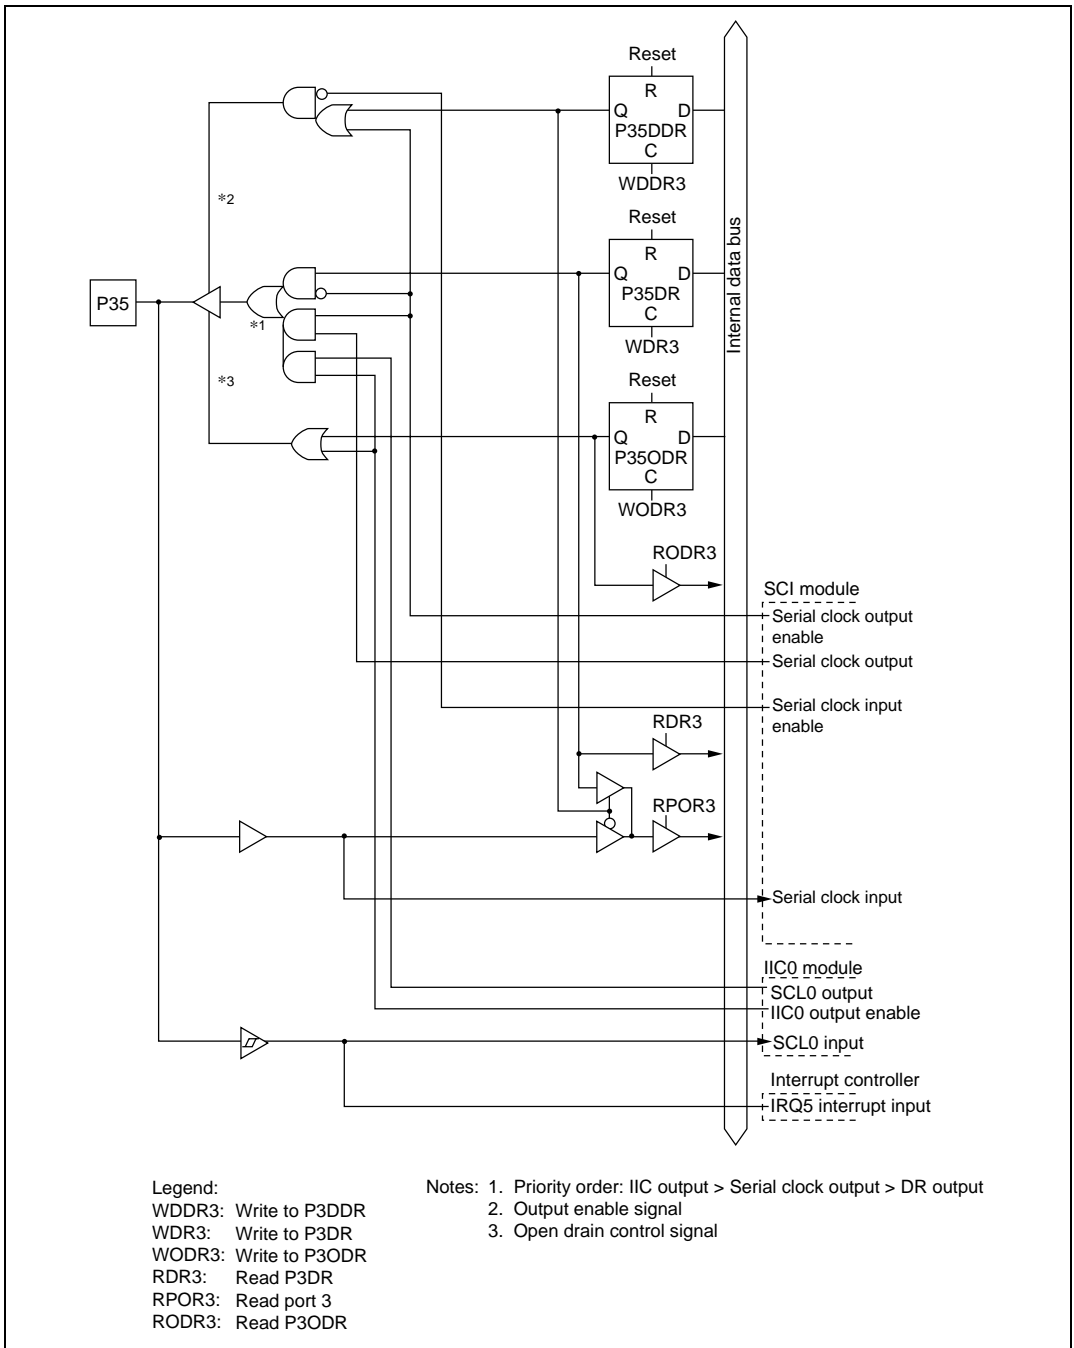 Reset
R
Q D
P35DDR
C
WDDR3
*2
Reset
R
Q D
P35DR
C
WDR3
Internal data bus
P35
*1
*3
Reset
R
Q D
P35ODR
C
WODR3
RODR3
SCI module
Serial clock output
enable
Serial clock output
Serial clock input
enable
RDR3
RPOR3
Serial clock input
IIC0 module
SCL0 output
IIC0 output enable
SCL0 input
Interrupt controller
IRQ5 interrupt input
Legend:
WDDR3: Write to P3DDR
WDR3: Write to P3DR
WODR3: Write to P3ODR
RDR3: Read P3DR
RPOR3: Read port 3
RODR3: Read P3ODR
Notes: 1. Priority order: IIC output > Serial clock output > DR output
2. Output enable signal
3. Open drain control signal